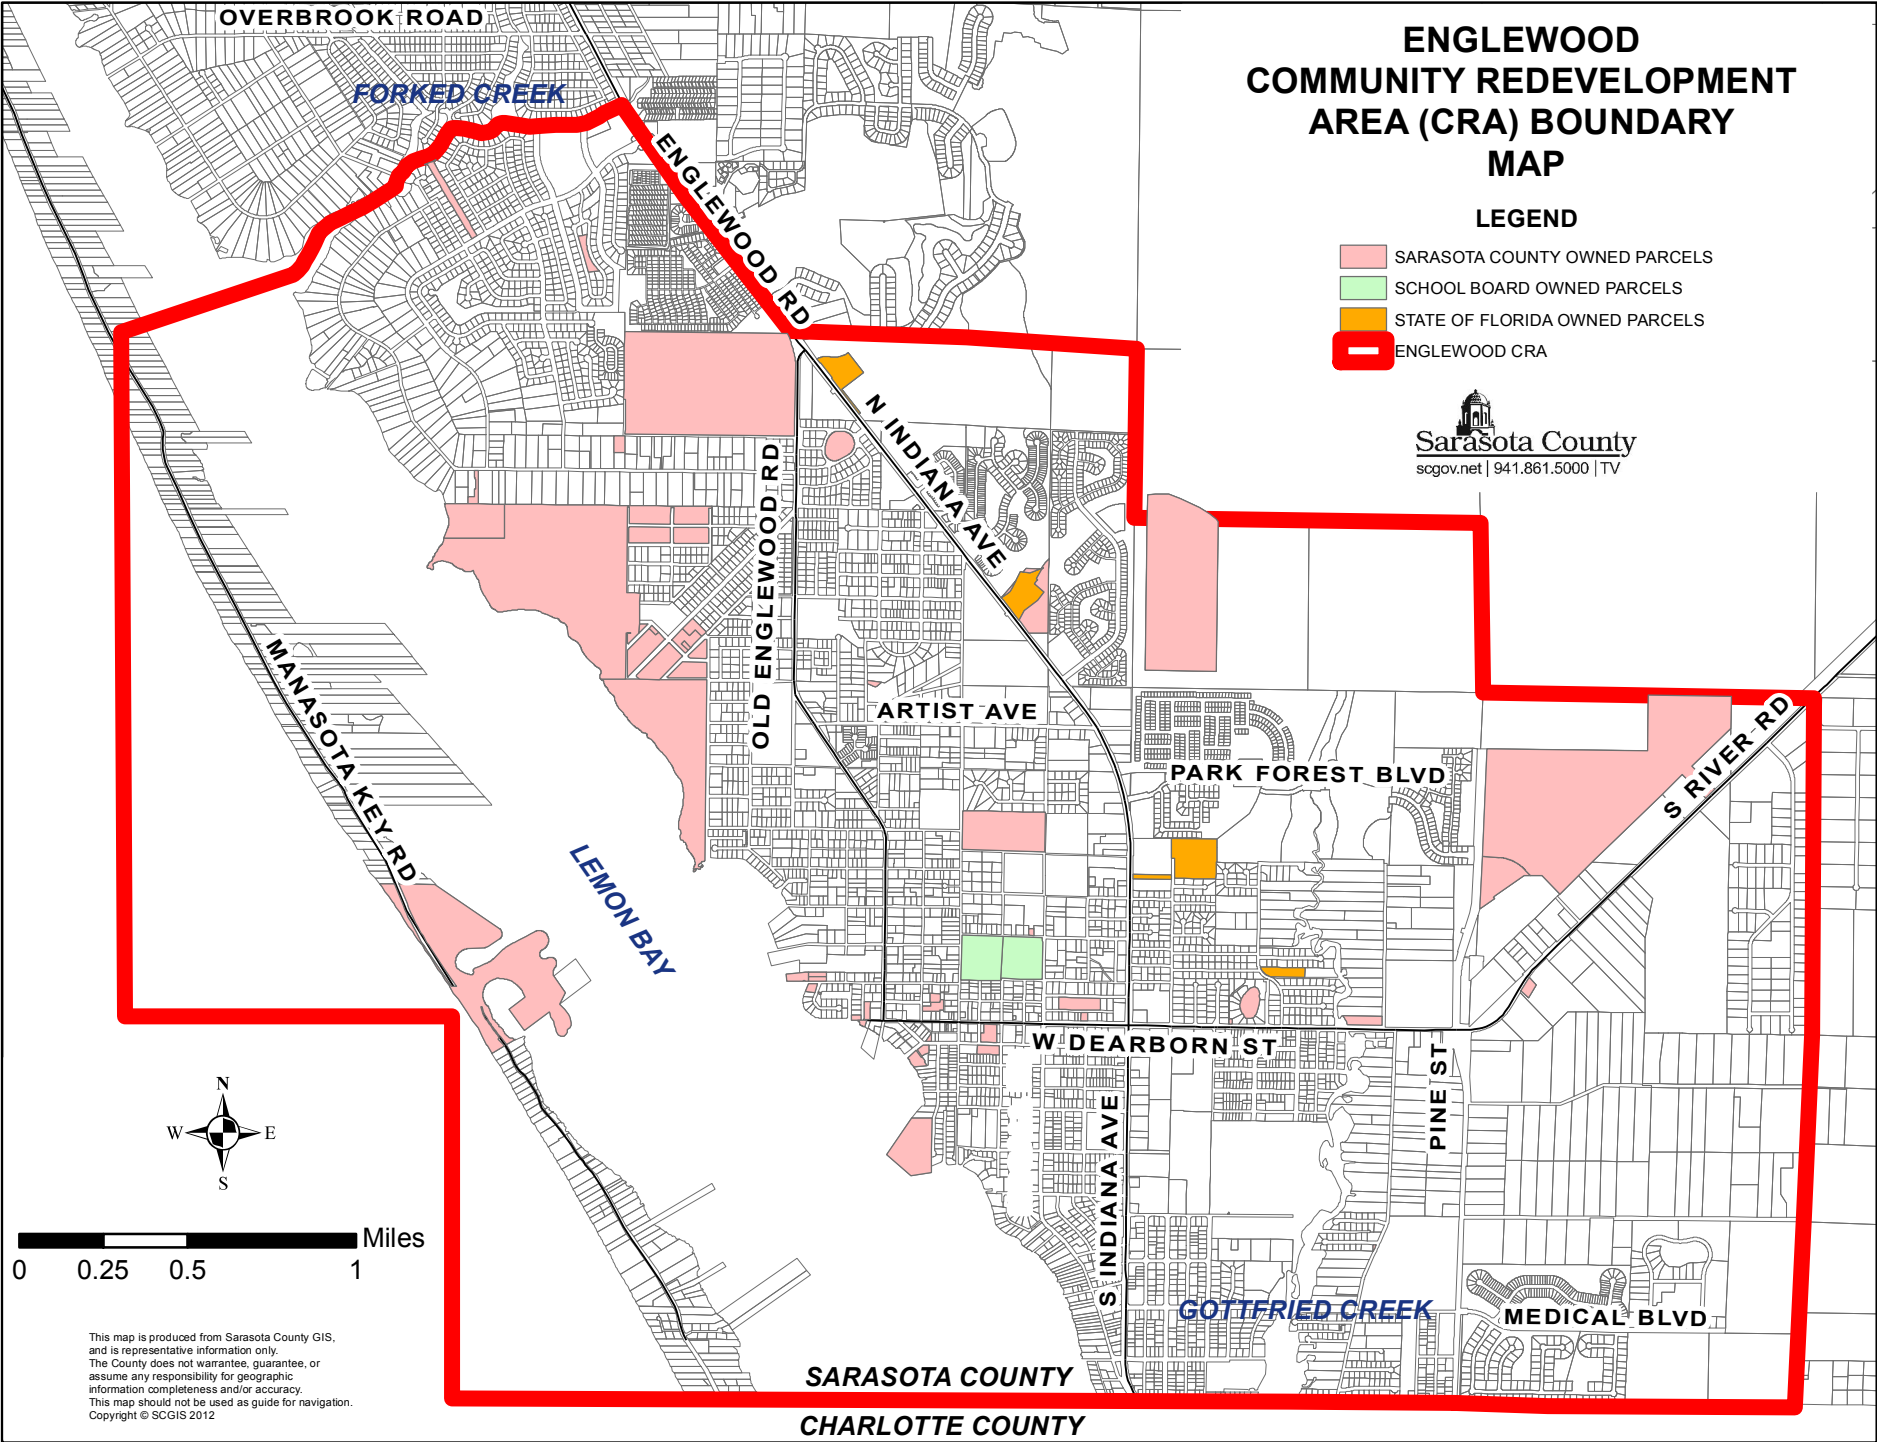 OVERBROOK ROAD
ENGLEWOOD
COMMUNITY REDEVELOPMENT
AREA (CRA) BOUNDARY
MAP
LEGEND
SARASOTA COUNTY OWNED PARCELS
SCHOOL BOARD OWNED PARCELS
STATE OF FLORIDA OWNED PARCELS
ENGLEWOOD CRA
Sarasota County
scgov.net | 941.861.5000 | TV
FORKED CREEK
ENGLEWOOD RD
N INDIANA AVE
OLD ENGLEWOOD RD
MANASOTA KEY RD
ARTIST AVE
PARK FOREST BLVD
S RIVER RD
LEMON BAY
W DEARBORN ST
PINE ST
S INDIANA AVE
GOTTFRIED CREEK
MEDICAL BLVD
N
W E
S
Miles
0 0.25 0.5 1
This map is produced from Sarasota County GIS,
and is representative information only.
The County does not warrantee, guarantee, or
assume any responsibility for geographic
information completeness and/or accuracy.
This map should not be used as guide for navigation.
Copyright © SCGIS 2012
SARASOTA COUNTY
CHARLOTTE COUNTY